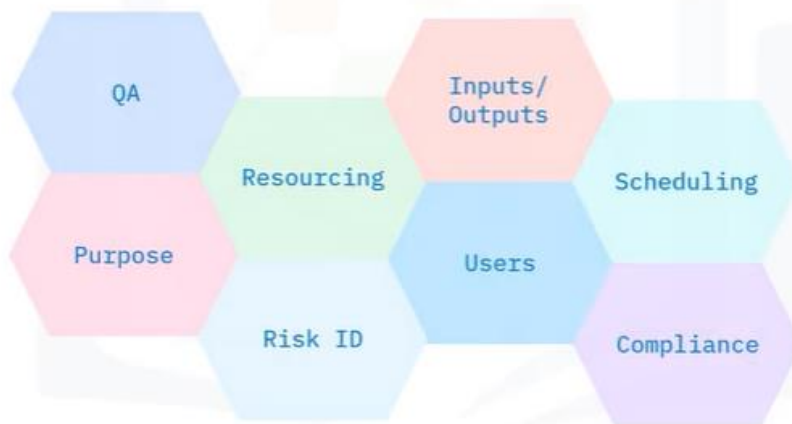 QA
Inputs/
Outputs
Resourcing
Scheduling
Purpose
Users
Risk ID
Compliance